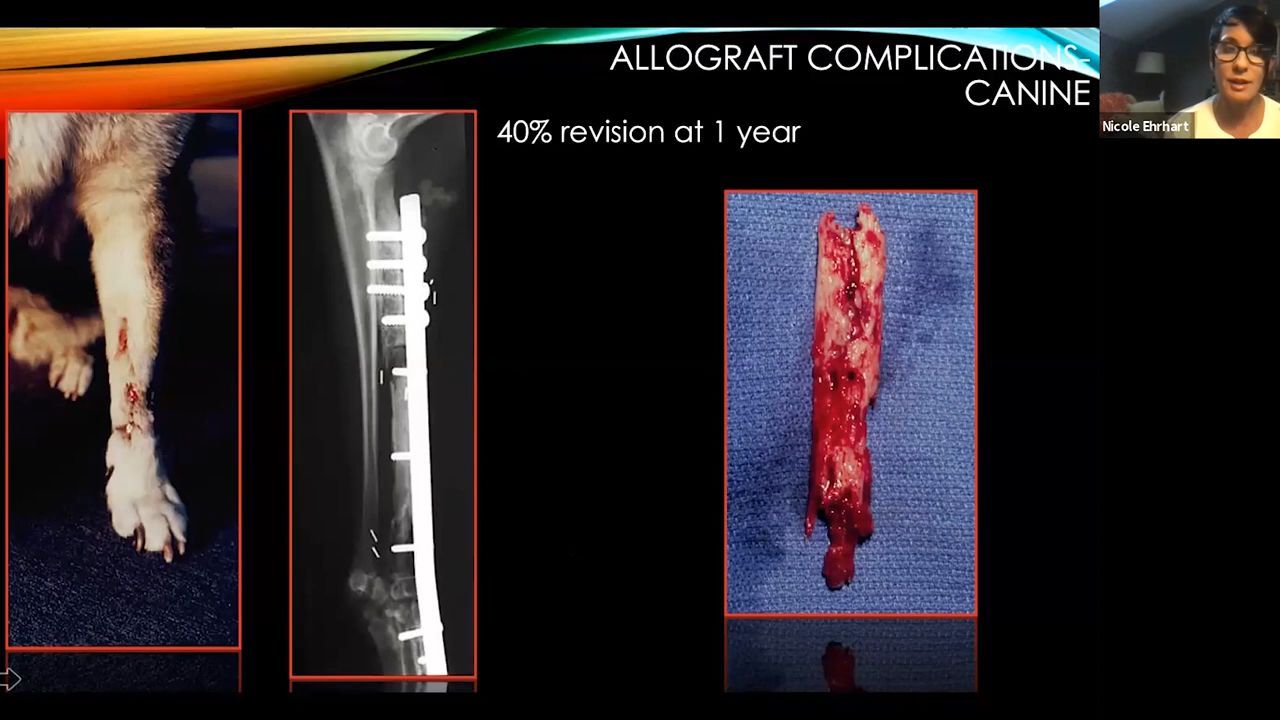 ALLOGRAFT COMPLICATIONS-
CANINE
40% revision at 1 year
Nicole Ehrhart